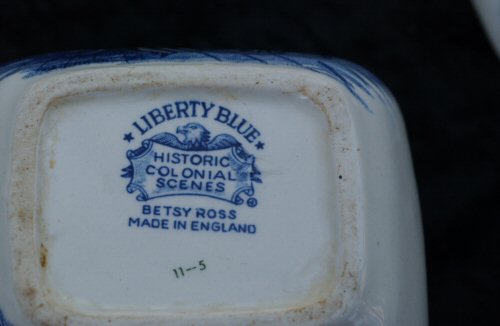 LIBERTY BLUE
HISTORIC
COLONIAL
SCENES
®
BETSY ROSS
MADE IN ENGLAND
11--5